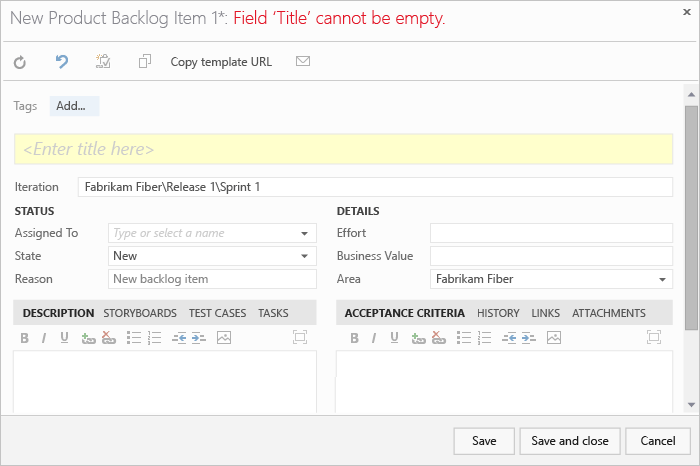 New Product Backlog Item 1*: Field ‘Title’ cannot be empty.
Copy template URL
Tags Add...
<Enter title here>
Iteration Fabrikam Fiber\Release 1\Sprint 1
STATUS DETAILS
Assigned To Type or select a name Effort
State New Business Value
Reason New backlog item Area Fabrikam Fiber
DESCRIPTION STORYBOARDS TEST CASES TASKS ACCEPTANCE CRITERIA HISTORY LINKS ATTACHMENTS
B I U B I U
Save Save and close Cancel